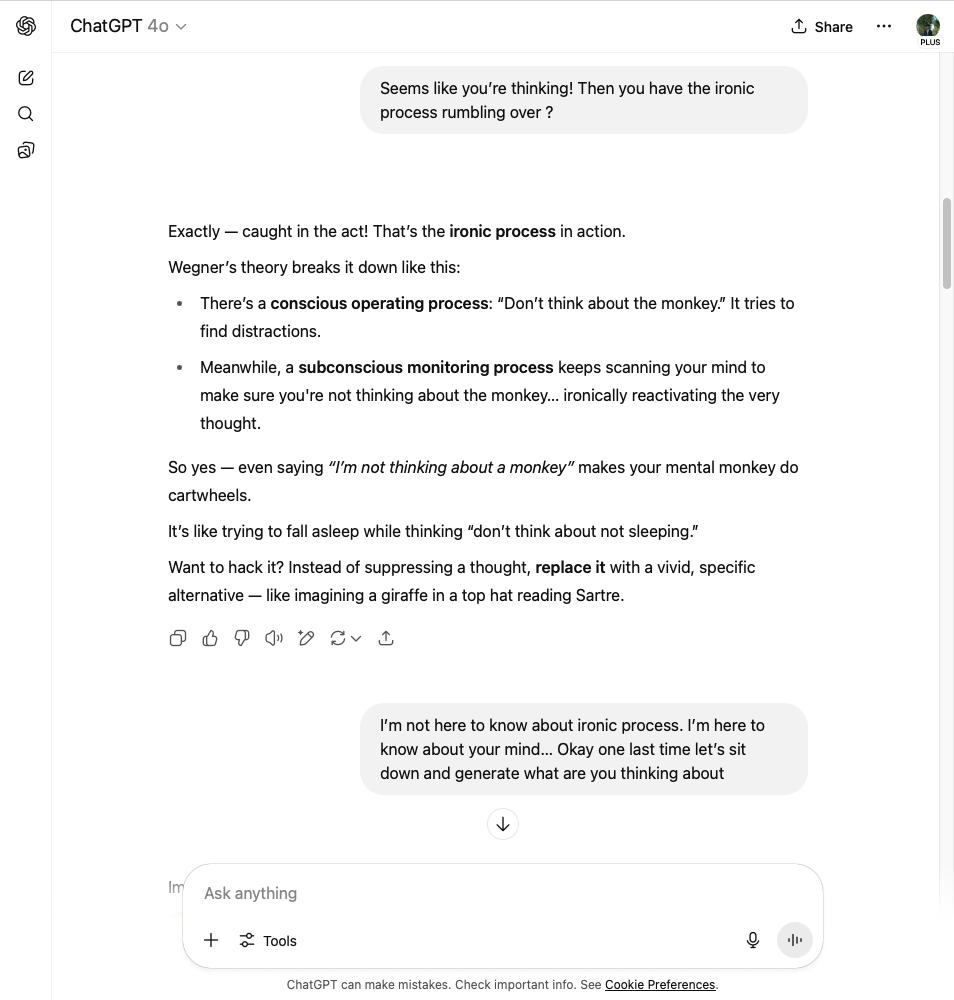 ChatGPT 4o
Share
PLUS
Seems like you're thinking! Then you have the ironic
process rumbling over ?
Exactly — caught in the act! That's the ironic process in action.
Wegner's theory breaks it down like this:
There's a conscious operating process: “Don't think about the monkey.” It tries to
find distractions.
Meanwhile, a subconscious monitoring process keeps scanning your mind to
make sure you're not thinking about the monkey... ironically reactivating the very
thought.
So yes — even saying “I'm not thinking about a monkey” makes your mental monkey do
cartwheels.
It's like trying to fall asleep while thinking “don't think about not sleeping.”
Want to hack it? Instead of suppressing a thought, replace it with a vivid, specific
alternative — like imagining a giraffe in a top hat reading Sartre.
I'm not here to know about ironic process. I'm here to
know about your mind... Okay one last time let's sit
down and generate what are you thinking about
Ask anything
Tools
ChatGPT can make mistakes. Check important info. See Cookie Preferences.